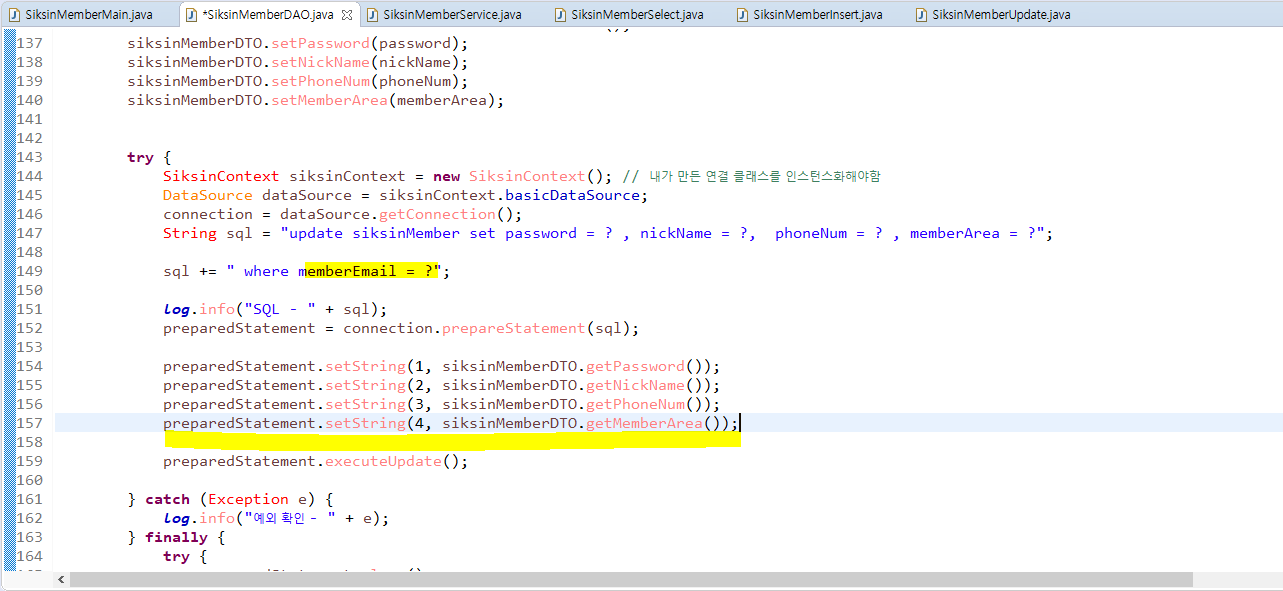 SiksinMemberMain.java *SiksinMemberDAO.java SiksinMemberService.java SiksinMemberSelect.java SiksinMemberInsert.java SiksinMemberUpdate.java
137 siksinMemberDTO.setPassword(password);
138 siksinMemberDTO.setNickName(nickName);
139 siksinMemberDTO.setPhoneNum(phoneNum);
140 siksinMemberDTO.setMemberArea(memberArea);
141
142
143 try {
144 SiksinContext siksinContext = new SiksinContext(); // 내가 만든 연결 클래스를 인스턴스화해야함
145 DataSource dataSource = siksinContext.basicDataSource;
146 connection = dataSource.getConnection();
147 String sql = "update siksinMember set password = ? , nickName = ?,  phoneNum = ? , memberArea = ?";
148
149 sql += " where memberEmail = ?";
150
151 log.info("SQL - " + sql);
152 preparedStatement = connection.prepareStatement(sql);
153
154 preparedStatement.setString(1, siksinMemberDTO.getPassword());
155 preparedStatement.setString(2, siksinMemberDTO.getNickName());
156 preparedStatement.setString(3, siksinMemberDTO.getPhoneNum());
157 preparedStatement.setString(4, siksinMemberDTO.getMemberArea());
158
159 preparedStatement.executeUpdate();
160
161 } catch (Exception e) {
162 log.info("예외 확인 - " + e);
163 } finally {
164 try {